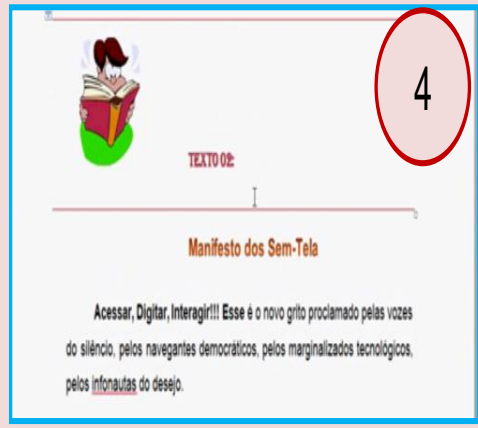 4
TEXTO 02:
Manifesto dos Sem-Tela
Acessar, Digitar, Interagir!!! Esse é o novo grito proclamado pelas vozes
do silêncio, pelos navegantes democráticos, pelos marginalizados tecnológicos,
pelos infonautas do desejo.